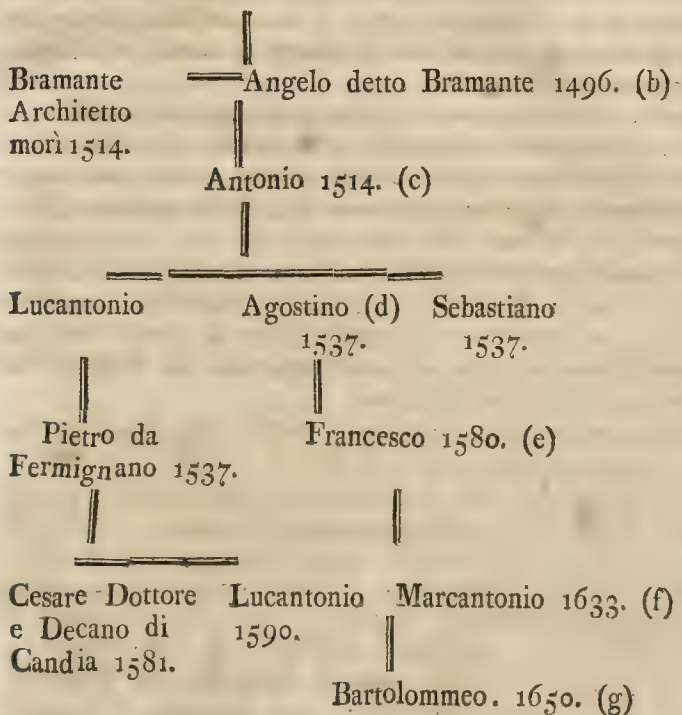 Bramante Angelo detto Bramante 1496. (b)
Architetto
morì 1514.
Antonio 1514. (c)
Lucantonio Agostino (d) Sebastiano
1537. 1537.
Pietro da Francesco 1580. (e)
Fermignano 1537.
Cesare Dottore Lucantonio Marcantonio 1633. (f)
e Decano di 1590.
Candia 1581.
Bartolommeo. 1650. (g)